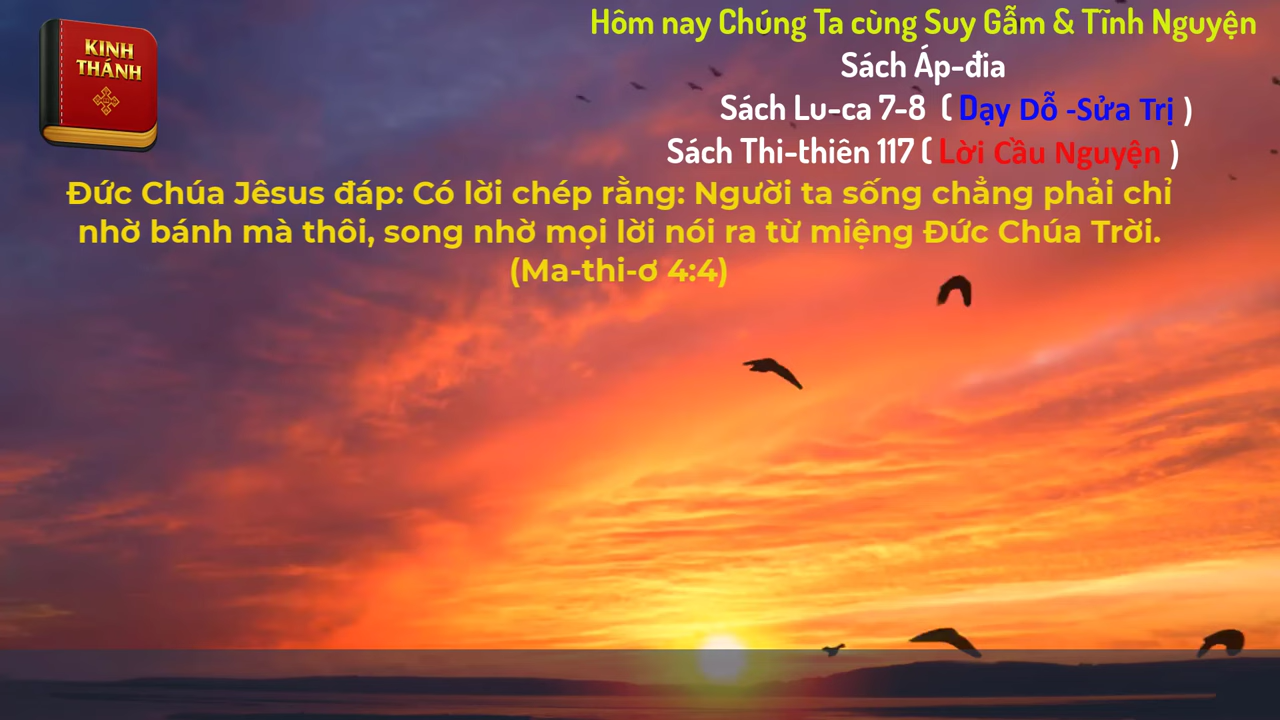 KINH
THÁNH
Hôm nay Chúng Ta cùng Suy Gẫm & Tĩnh Nguyện
Sách Áp-đia
Sách Lu-ca 7-8 ( Dạy Dỗ -Sửa Trị )
Sách Thi-thiên 117 ( Lời Cầu Nguyện )
Đức Chúa Jêsus đáp: Có lời chép rằng: Người ta sống chẳng phải chỉ
nhờ bánh mà thôi, song nhờ mọi lời nói ra từ miệng Đức Chúa Trời.
(Ma-thi-ơ 4:4)